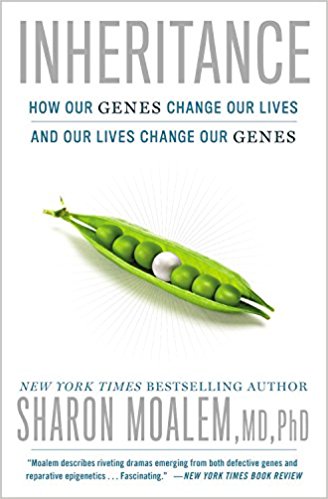 INHERITANCE
HOW OUR GENES CHANGE OUR LIVES
AND OUR LIVES CHANGE OUR GENES
NEW YORK TIMES BESTSELLING AUTHOR
SHARON MOALEM, MD, PhD
"Moalem describes riveting dramas emerging from both defective genes and
reparative epigenetics . . . Fascinating." —NEW YORK TIMES BOOK REVIEW